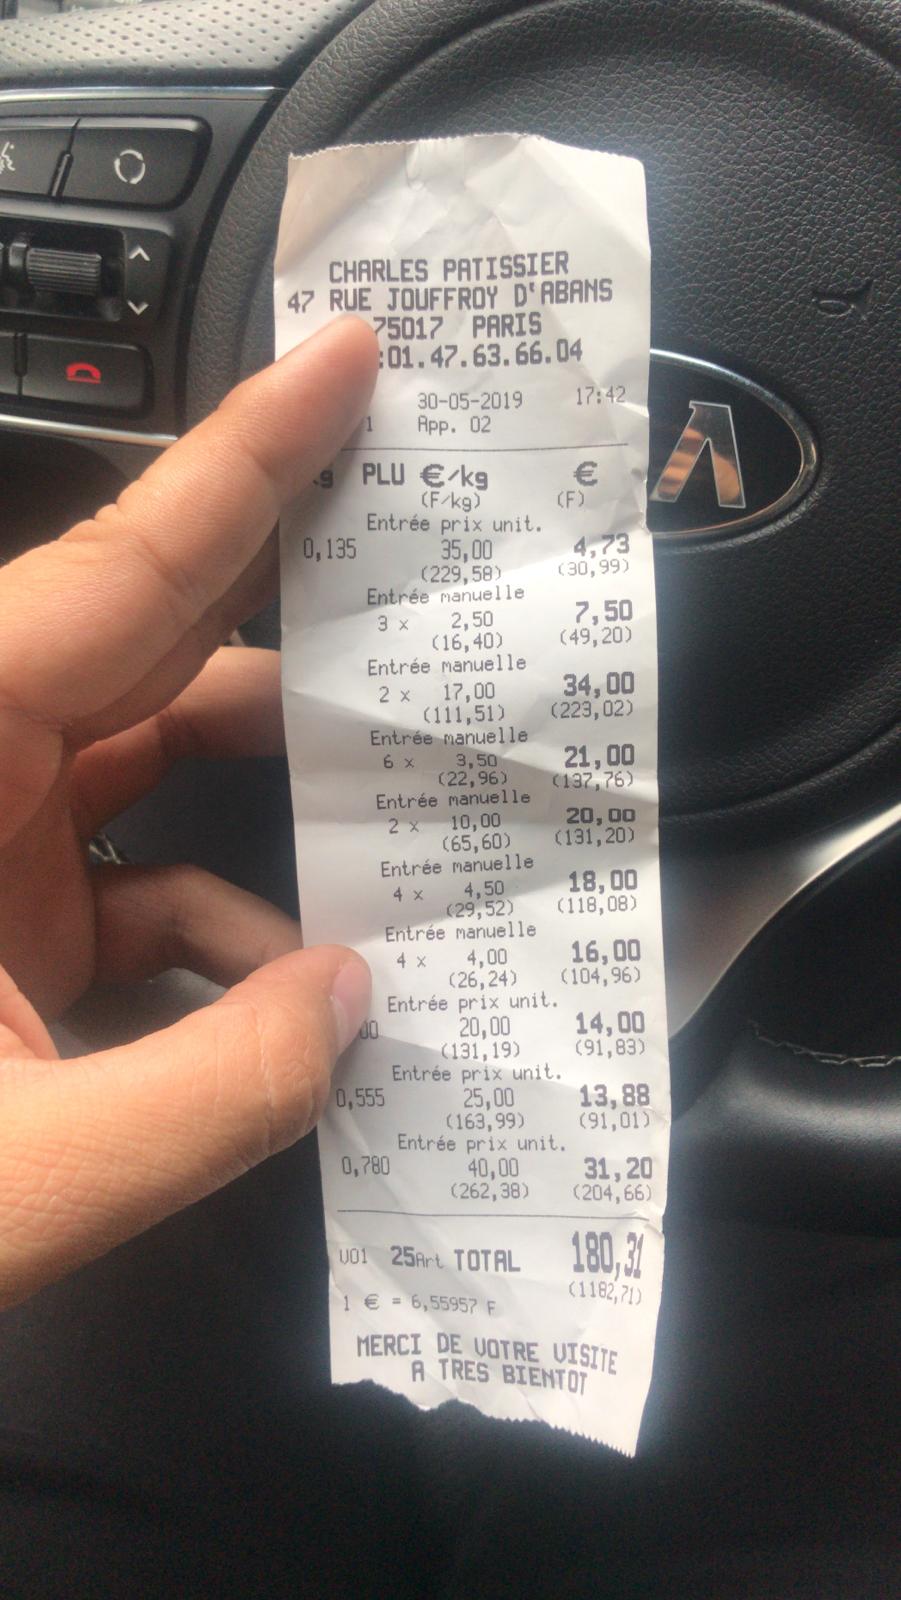 CHARLES PATISSIER
47 RUE JOUFFROY D'ABANS
75017 PARIS
:01.47.63.66.04
30-05-2019 17:42
1 App. 02
g PLU €/kg €
(F/kg) (F)
Entrée prix unit.
0,135 35,00 4,73
(229,58) (30,99)
Entrée manuelle
3 x 2,50 7,50
(16,40) (49,20)
Entrée manuelle
2 x 17,00 34,00
(111,51) (223,02)
Entrée manuelle
6 x 3,50 21,00
(22,96) (137,76)
Entrée manuelle
2 x 10,00 20,00
(65,60) (131,20)
Entrée manuelle
4 x 4,50 18,00
(29,52) (118,08)
Entrée manuelle
4 x 4,00 16,00
(26,24) (104,96)
Entrée prix unit.
00 20,00 14,00
(131,19) (91,83)
Entrée prix unit.
0,555 25,00 13,88
(163,99) (91,01)
Entrée prix unit.
0,780 40,00 31,20
(262,38) (204,66)
V01 25Art TOTAL 180,31
(1182,71)
1 € = 6,55957 F
MERCI DE VOTRE VISITE
A TRES BIENTOT